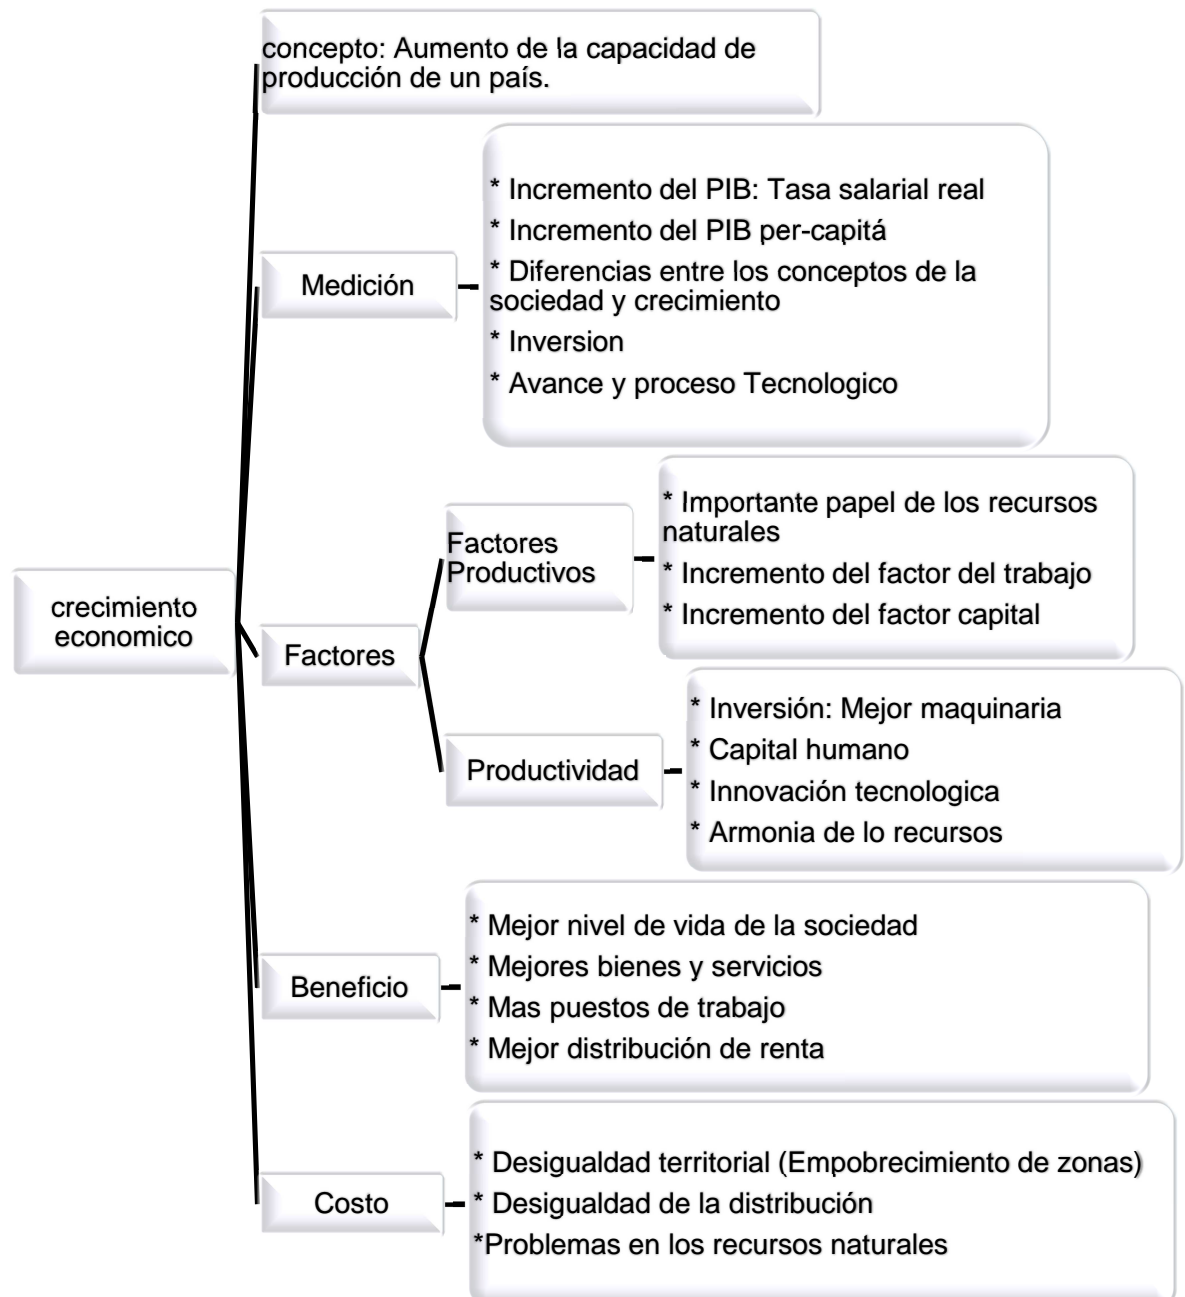 concepto: Aumento de la capacidad de
producción de un país.
* Incremento del PIB: Tasa salarial real
* Incremento del PIB per-capitá
* Diferencias entre los conceptos de la
sociedad y crecimiento
* Inversion
* Avance y proceso Tecnologico
Medición
* Importante papel de los recursos
naturales
* Incremento del factor del trabajo
* Incremento del factor capital
Factores
Productivos
crecimiento
economico
Factores
* Inversión: Mejor maquinaria
* Capital humano
* Innovación tecnologica
* Armonia de lo recursos
Productividad
* Mejor nivel de vida de la sociedad
* Mejores bienes y servicios
* Mas puestos de trabajo
* Mejor distribución de renta
Beneficio
* Desigualdad territorial (Empobrecimiento de zonas)
* Desigualdad de la distribución
*Problemas en los recursos naturales
Costo